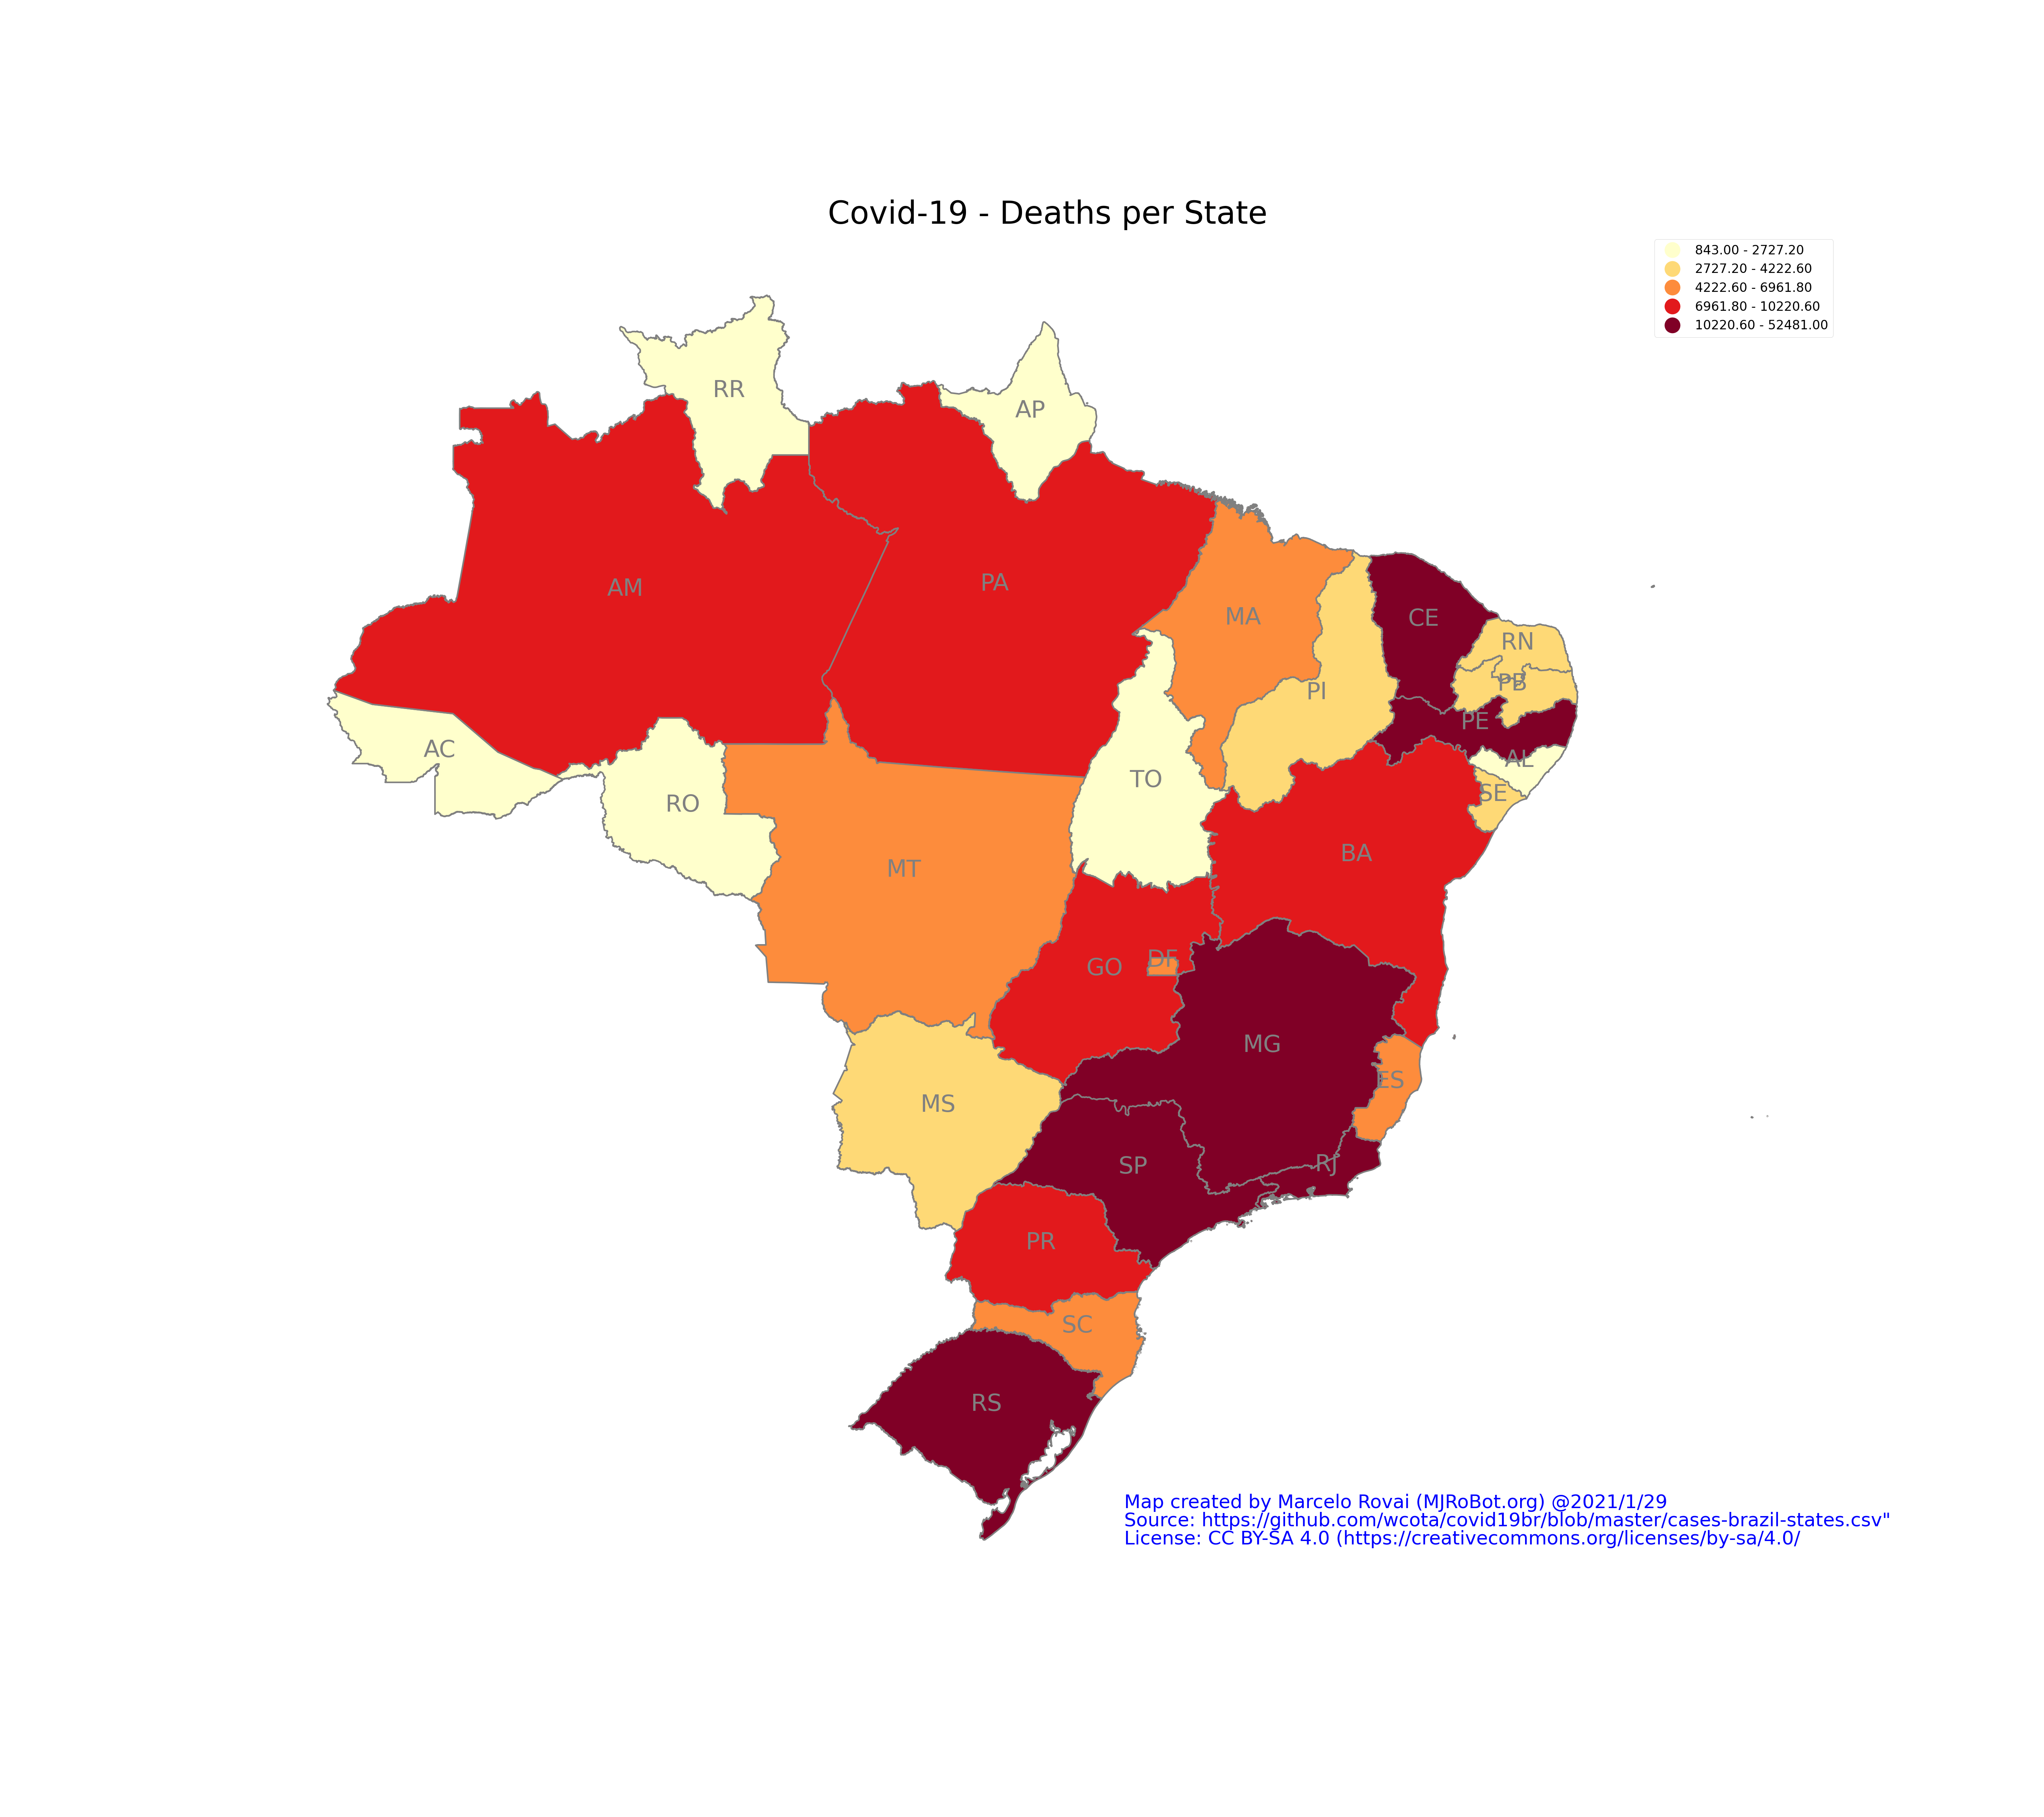 Covid-19 - Deaths per State
843.00 - 2727.20
2727.20 - 4222.60
4222.60 - 6961.80
6961.80 - 10220.60
10220.60 - 52481.00
RR
AP
AM
PA
MA
CE
RN
PB
PI
PE
AC
AL
TO
SE
RO
BA
MT
DF
GO
MG
ES
MS
RJ
SP
PR
SC
RS
Map created by Marcelo Rovai (MJRoBot.org) @2021/1/29
Source: https://github.com/wcota/covid19br/blob/master/cases-brazil-states.csv"
License: CC BY-SA 4.0 (https://creativecommons.org/licenses/by-sa/4.0/